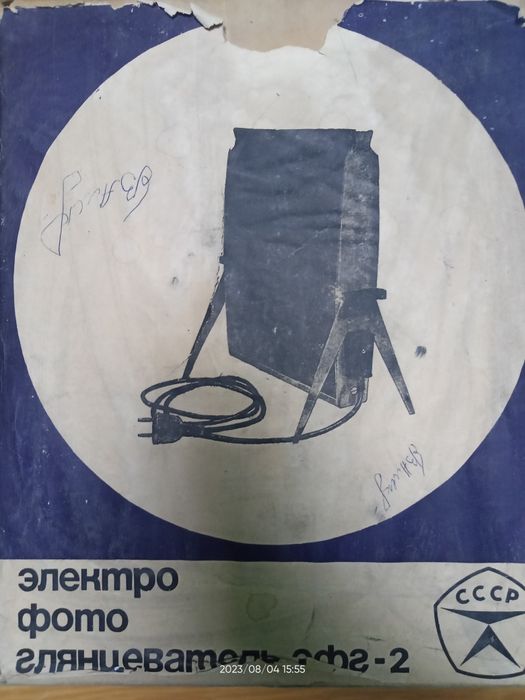 электро
фото
глянцеватель эфг-2
СССР
2023/08/04 15:55